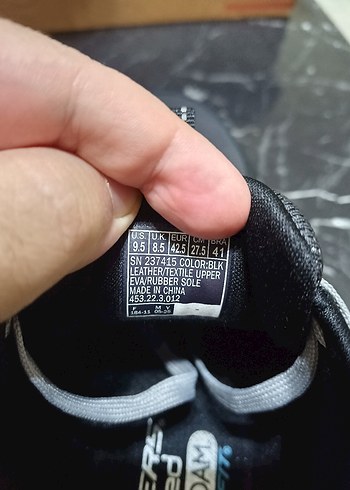 U.S. U.K. EUR CM BRA
9.5 8.5 42.5 27.5 41
SN 237415 COLOR:BLK
LEATHER/TEXTILE UPPER
EVA/RUBBER SOLE
MADE IN CHINA
453.22.3.012
F M Y
OAM